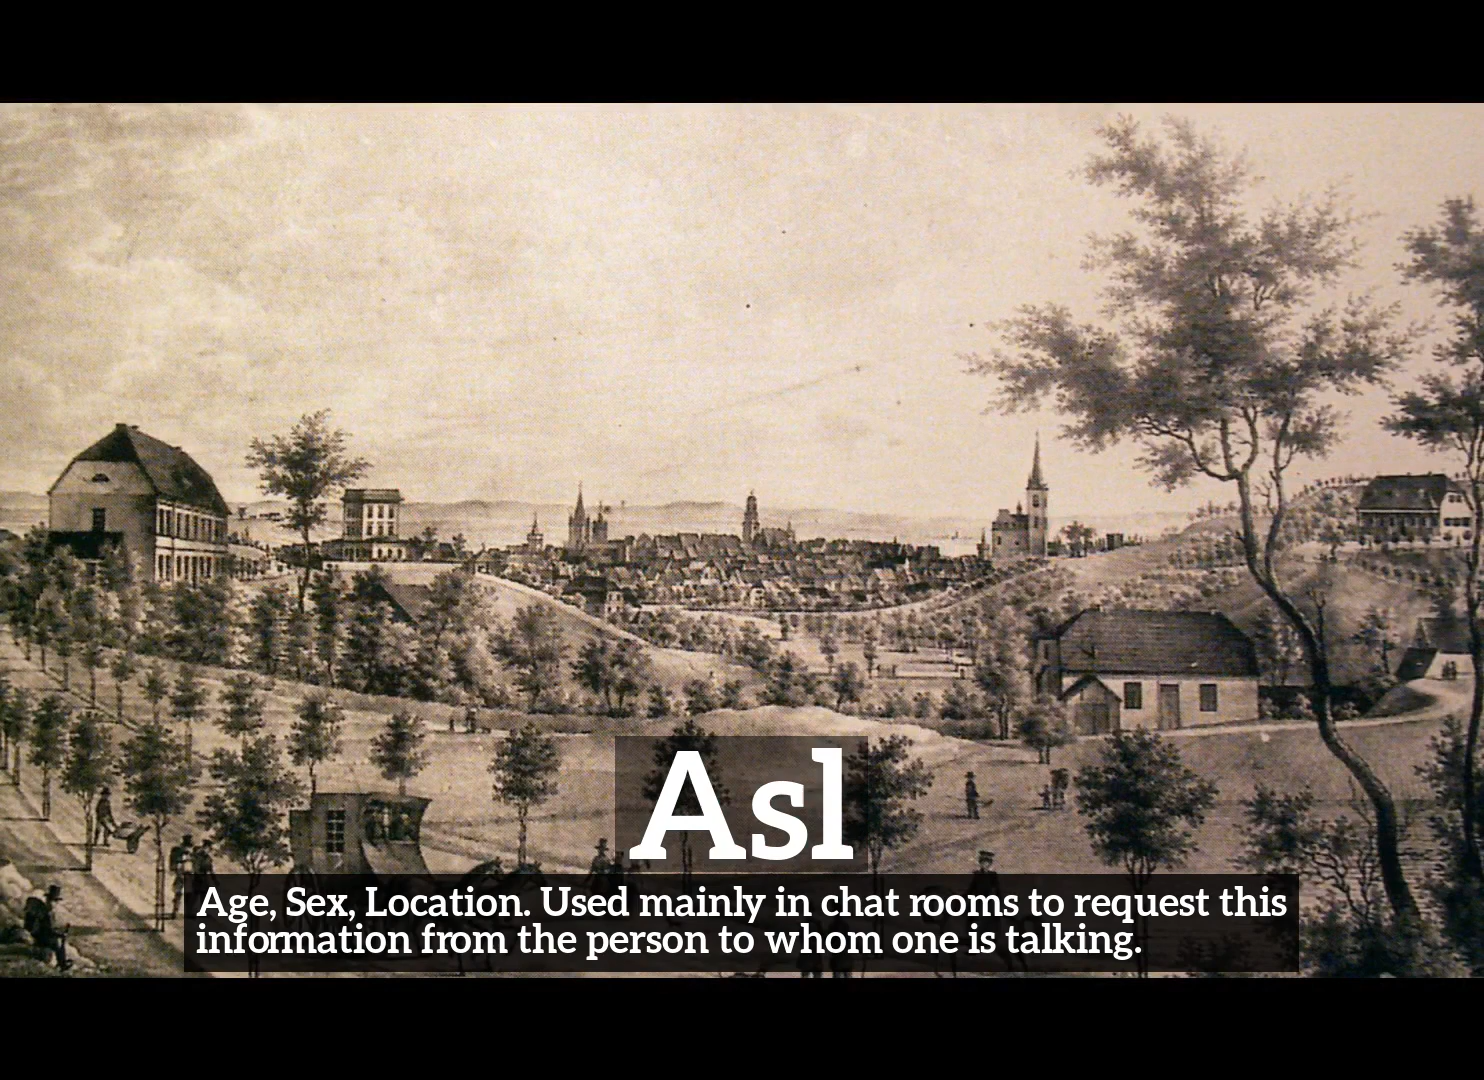 Asl
Age, Sex, Location. Used mainly in chat rooms to request this
information from the person to whom one is talking.